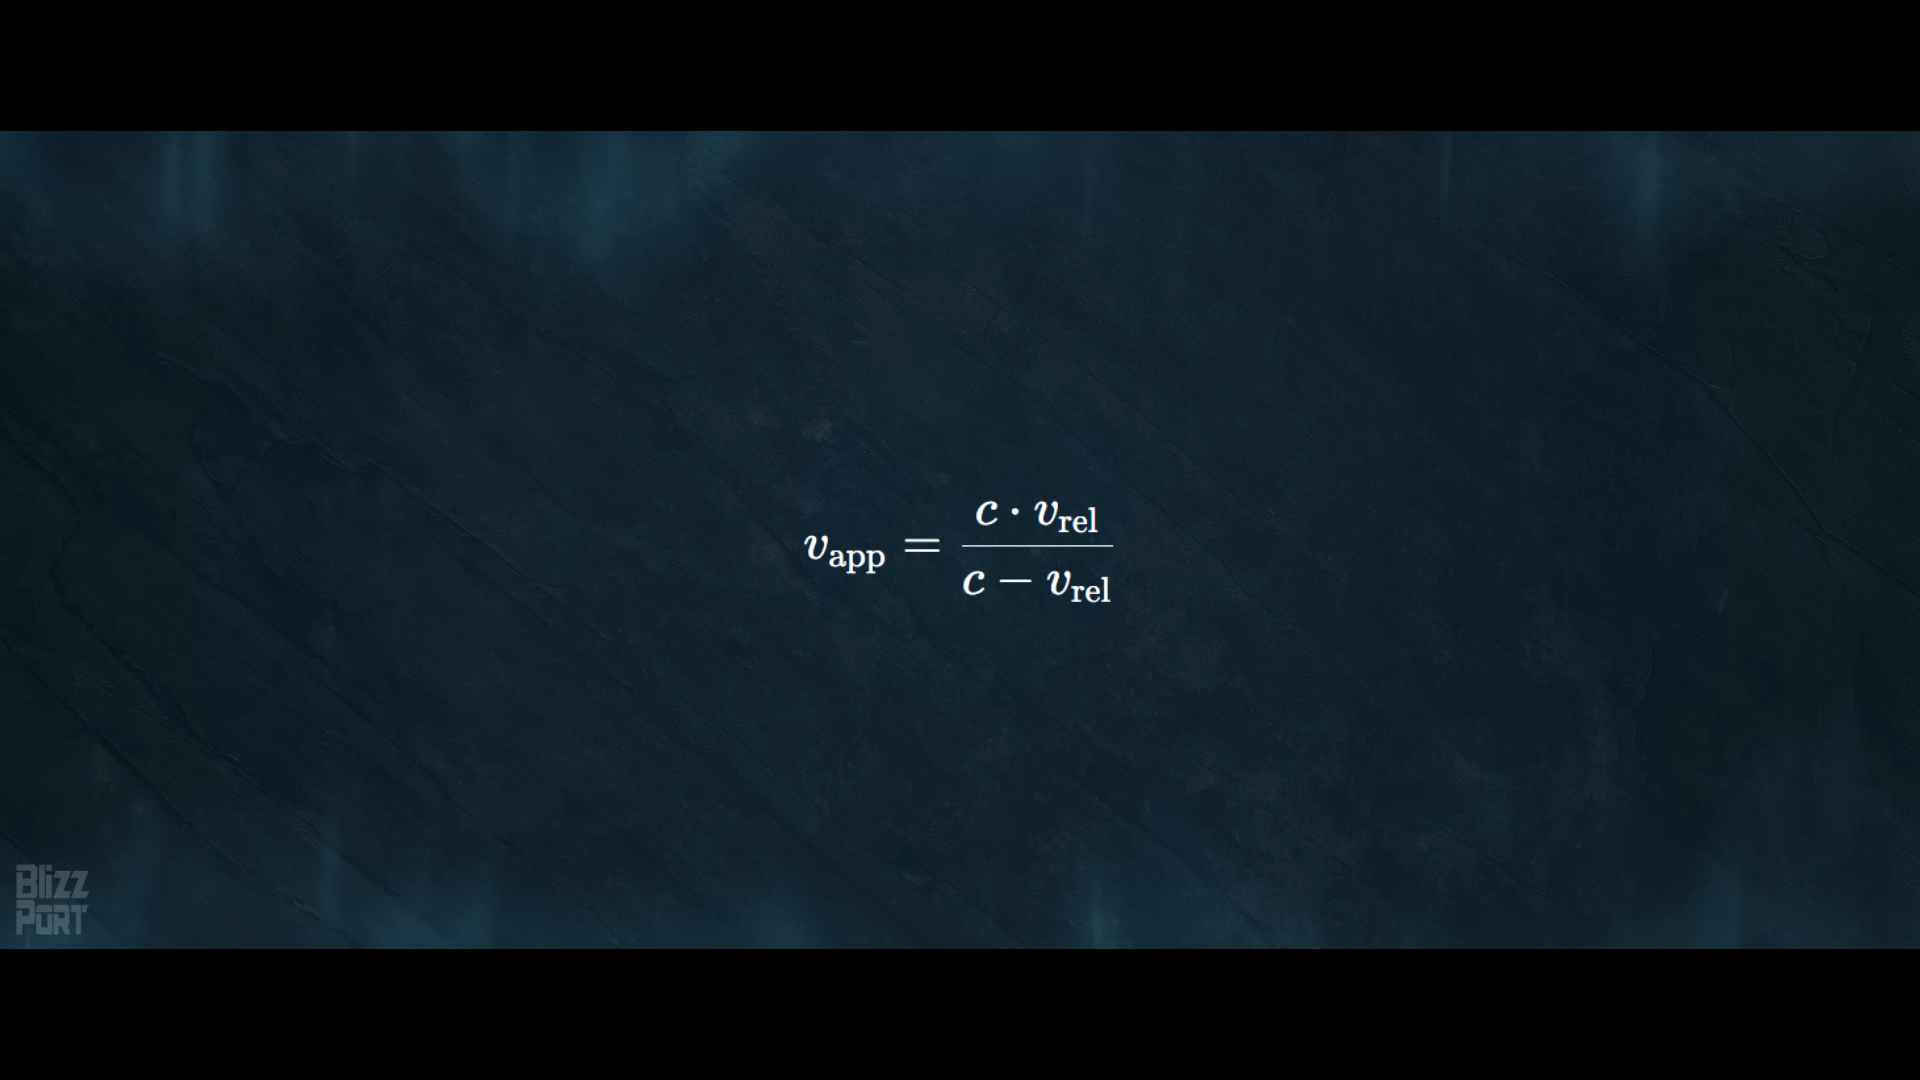 v_app = (c · v_rel) / (c − v_rel)
Blizz
PORT